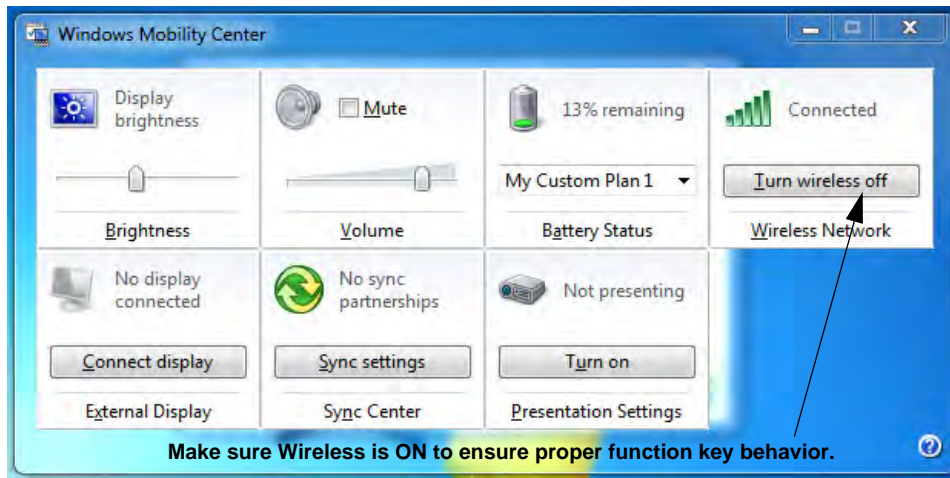 Windows Mobility Center
Display
brightness
Brightness
Mute
Volume
13% remaining
My Custom Plan 1
Battery Status
Connected
Turn wireless off
Wireless Network
No display
connected
Connect display
External Display
No sync
partnerships
Sync settings
Sync Center
Not presenting
Turn on
Presentation Settings
Make sure Wireless is ON to ensure proper function key behavior.